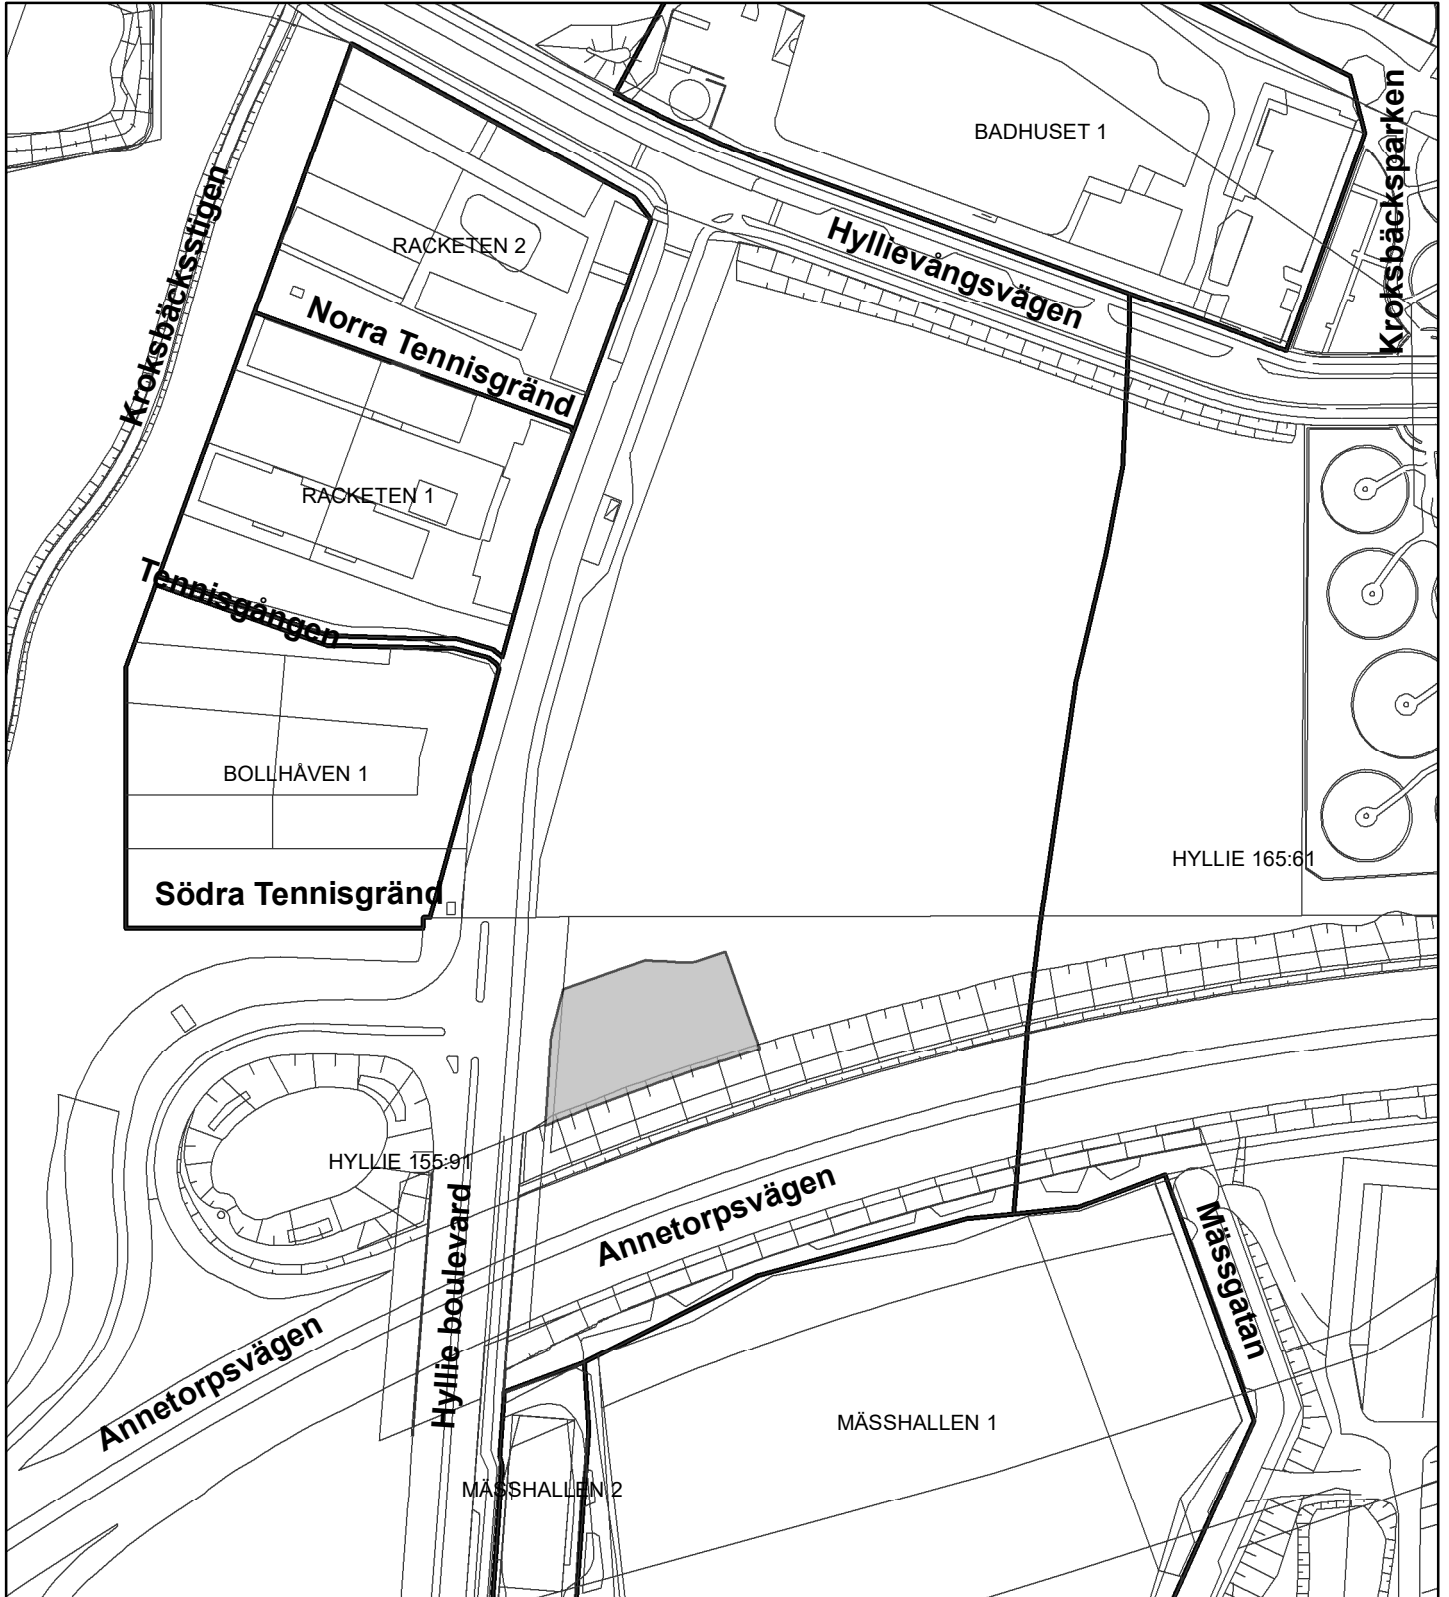 BADHUSET 1
Kroksbäcksparken
Kroksbäcksstigen
RACKETEN 2
Hyllievångsvägen
Norra Tennisgränd
RACKETEN 1
Tennisgången
BOLLHÅVEN 1
HYLLIE 165:61
Södra Tennisgränd
HYLLIE 155:91
Annetorpsvägen
Hyllie boulevard
Mässgatan
Annetorpsvägen
MÄSSHALLEN 1
MÄSSHALLEN 2